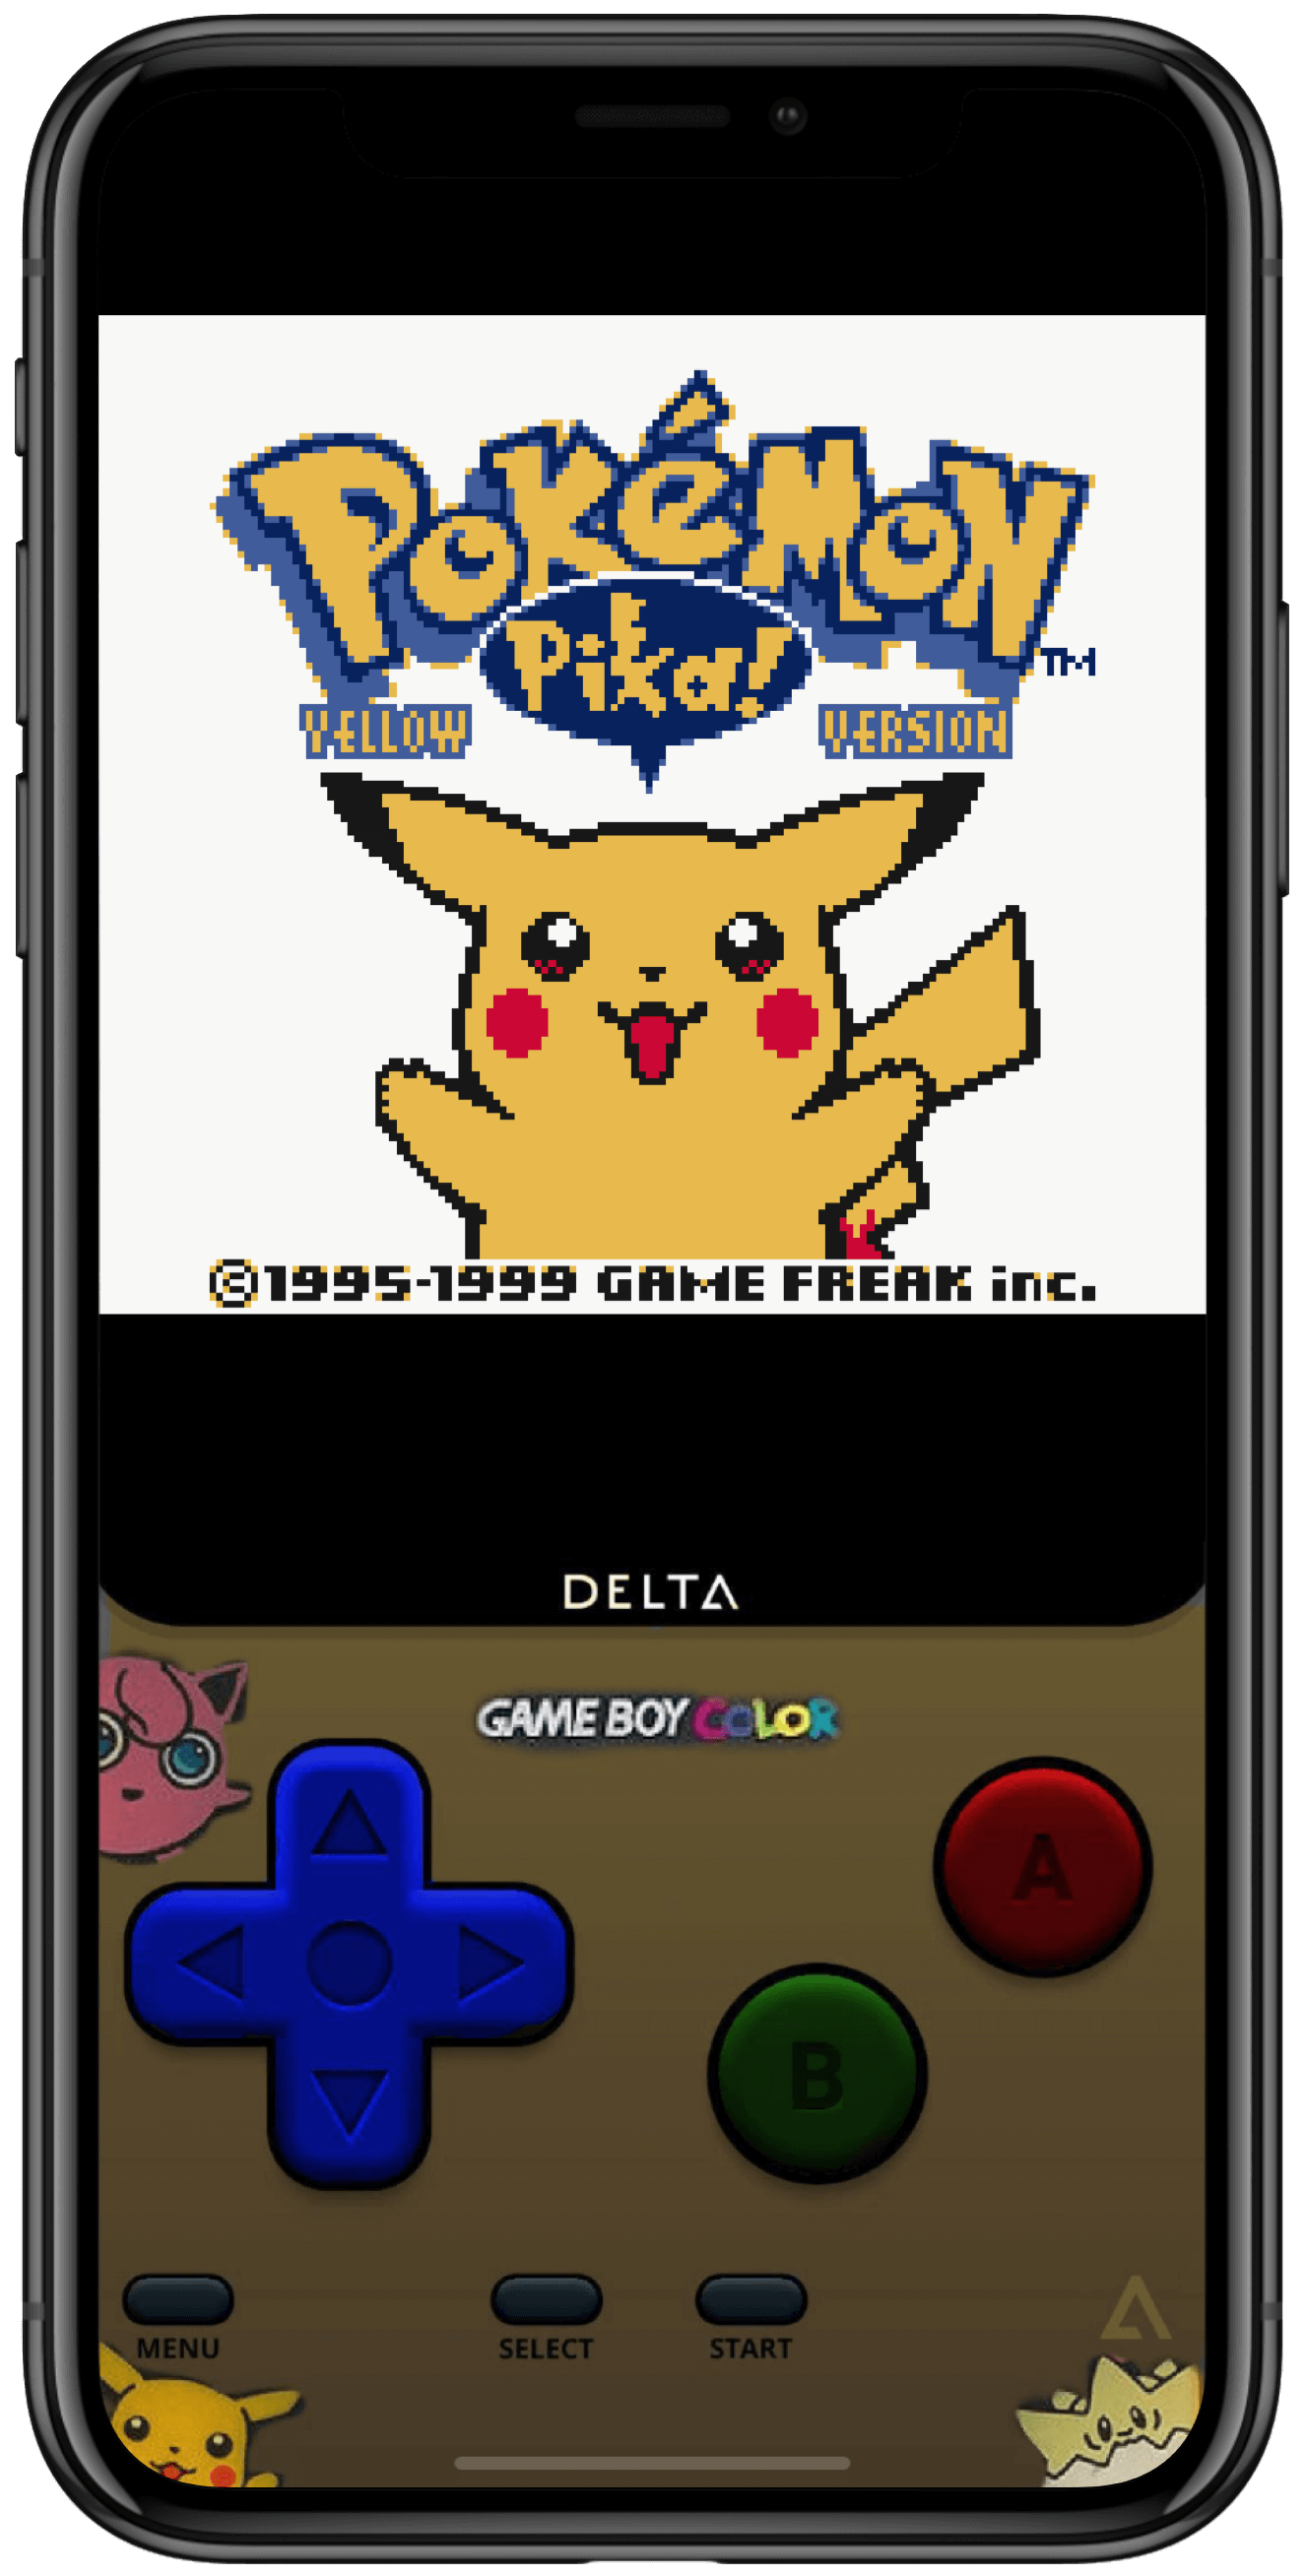 POKéMON
Pika!
TM
YELLOW VERSION
©1995-1999 GAME FREAK inc.
DELTA
GAME BOY COLOR
A
B
MENU SELECT START